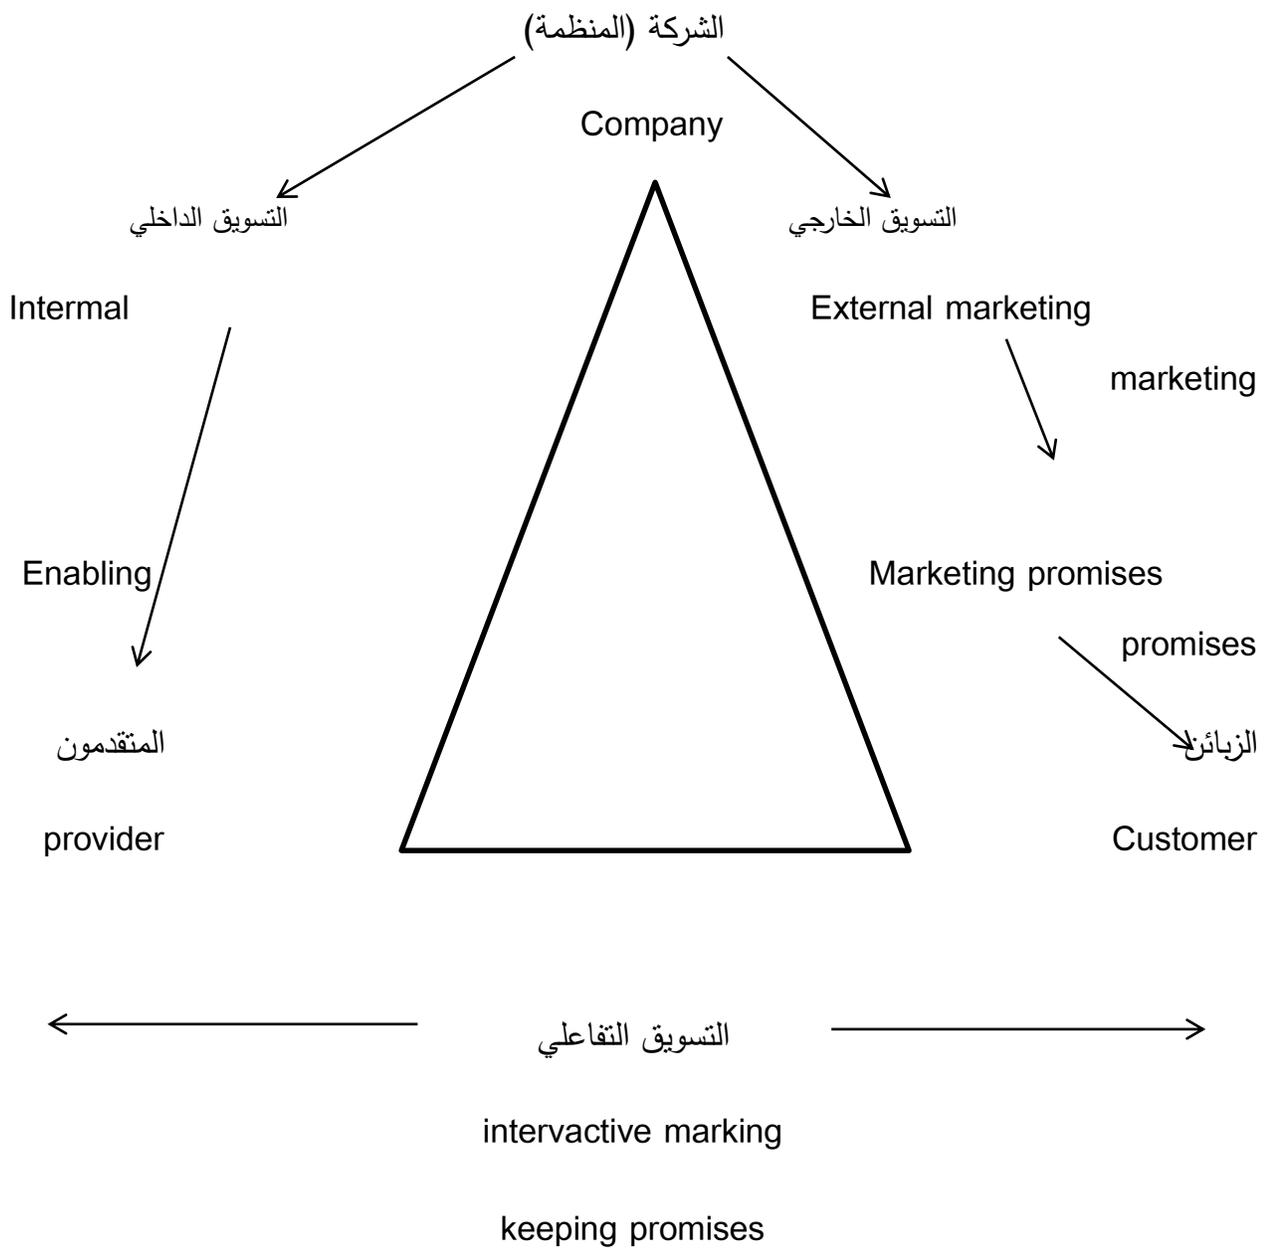 الشركة (المنظمة)
Company
التسويق الداخلي
التسويق الخارجي
Intermal
External marketing
marketing
Enabling
Marketing promises
promises
المتقدمون
الزبائن
provider
Customer
التسويق التفاعلي
intervactive marking
keeping promises